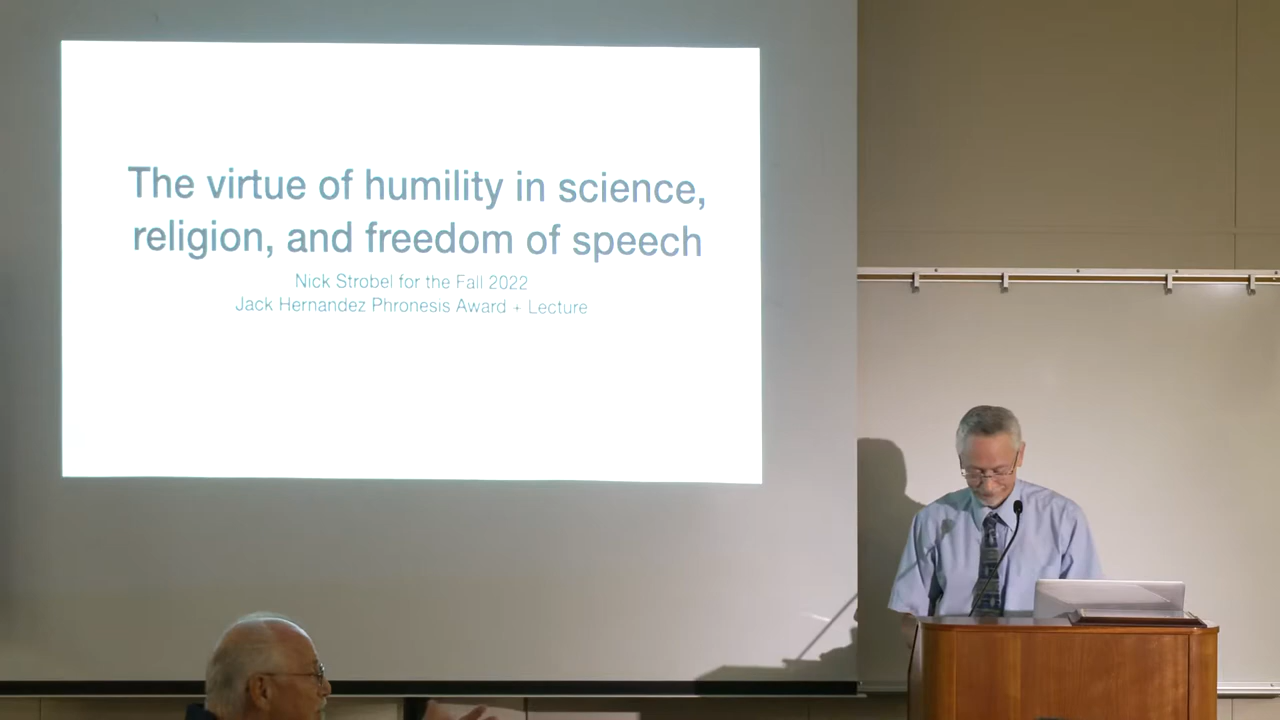 The virtue of humility in science,
religion, and freedom of speech
Nick Strobel for the Fall 2022
Jack Hernandez Phronesis Award + Lecture